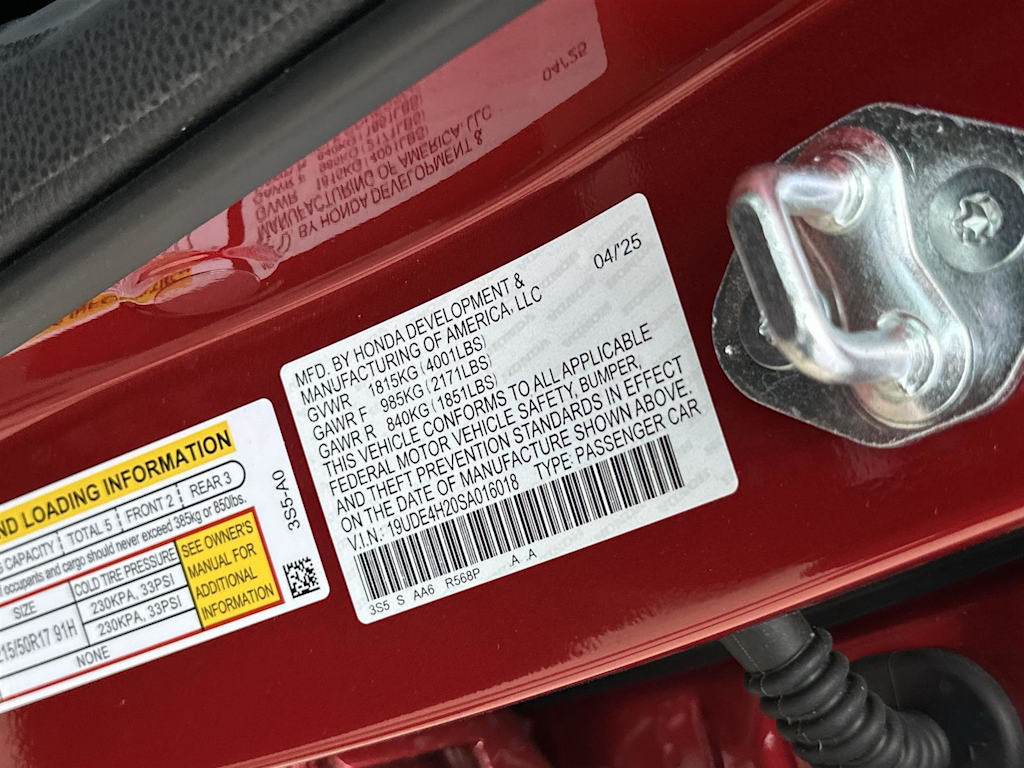 04/'25
MFD. BY HONDA DEVELOPMENT &
MANUFACTURING OF AMERICA, LLC
GVWR 1815KG (4001LBS)
GAWR F 985KG (2171LBS)
GAWR R 840KG (1851LBS)
THIS VEHICLE CONFORMS TO ALL APPLICABLE
FEDERAL MOTOR VEHICLE SAFETY, BUMPER,
AND THEFT PREVENTION STANDARDS IN EFFECT
ON THE DATE OF MANUFACTURE SHOWN ABOVE.
V.I.N.: 19UDE4H20SA016018 TYPE: PASSENGER CAR
3S5 S AA6 R568P A .A
ND LOADING INFORMATION
CAPACITY TOTAL 5 FRONT 2 REAR 3
occupants and cargo should never exceed 385kg or 850lbs.
SIZE COLD TIRE PRESSURE
215/50R17 91H 230KPA, 33PSI
230KPA, 33PSI
NONE
SEE OWNER'S
MANUAL FOR
ADDITIONAL
INFORMATION
3S5-A0